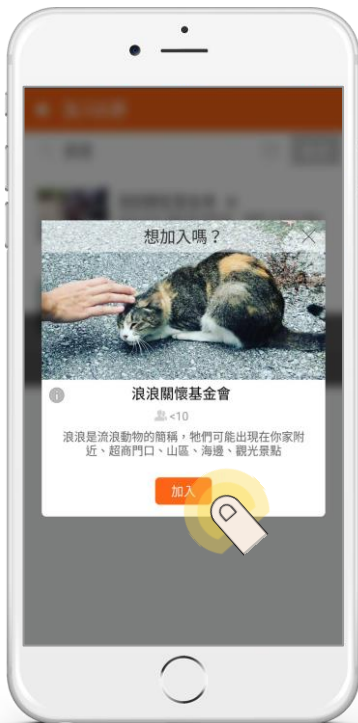 想加入嗎？
浪浪關懷基金會
<10
浪浪是流浪動物的簡稱，牠們可能出現在你家附
近、超商門口、山區、海邊、觀光景點
加入